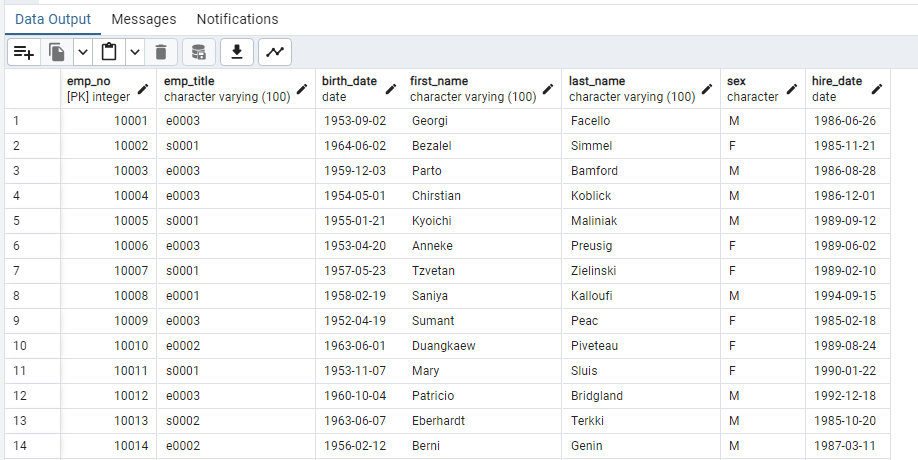 Data Output Messages Notifications
emp_no emp_title birth_date first_name last_name sex hire_date
[PK] integer character varying (100) date character varying (100) character varying (100) character date
1 10001 e0003 1953-09-02 Georgi Facello M 1986-06-26
2 10002 s0001 1964-06-02 Bezalel Simmel F 1985-11-21
3 10003 e0003 1959-12-03 Parto Bamford M 1986-08-28
4 10004 e0003 1954-05-01 Chirstian Koblick M 1986-12-01
5 10005 s0001 1955-01-21 Kyoichi Maliniak M 1989-09-12
6 10006 e0003 1953-04-20 Anneke Preusig F 1989-06-02
7 10007 s0001 1957-05-23 Tzvetan Zielinski F 1989-02-10
8 10008 e0001 1958-02-19 Saniya Kalloufi M 1994-09-15
9 10009 e0003 1952-04-19 Sumant Peac F 1985-02-18
10 10010 e0002 1963-06-01 Duangkaew Piveteau F 1989-08-24
11 10011 s0001 1953-11-07 Mary Sluis F 1990-01-22
12 10012 e0003 1960-10-04 Patricio Bridgland M 1992-12-18
13 10013 s0002 1963-06-07 Eberhardt Terkki M 1985-10-20
14 10014 e0002 1956-02-12 Berni Genin M 1987-03-11